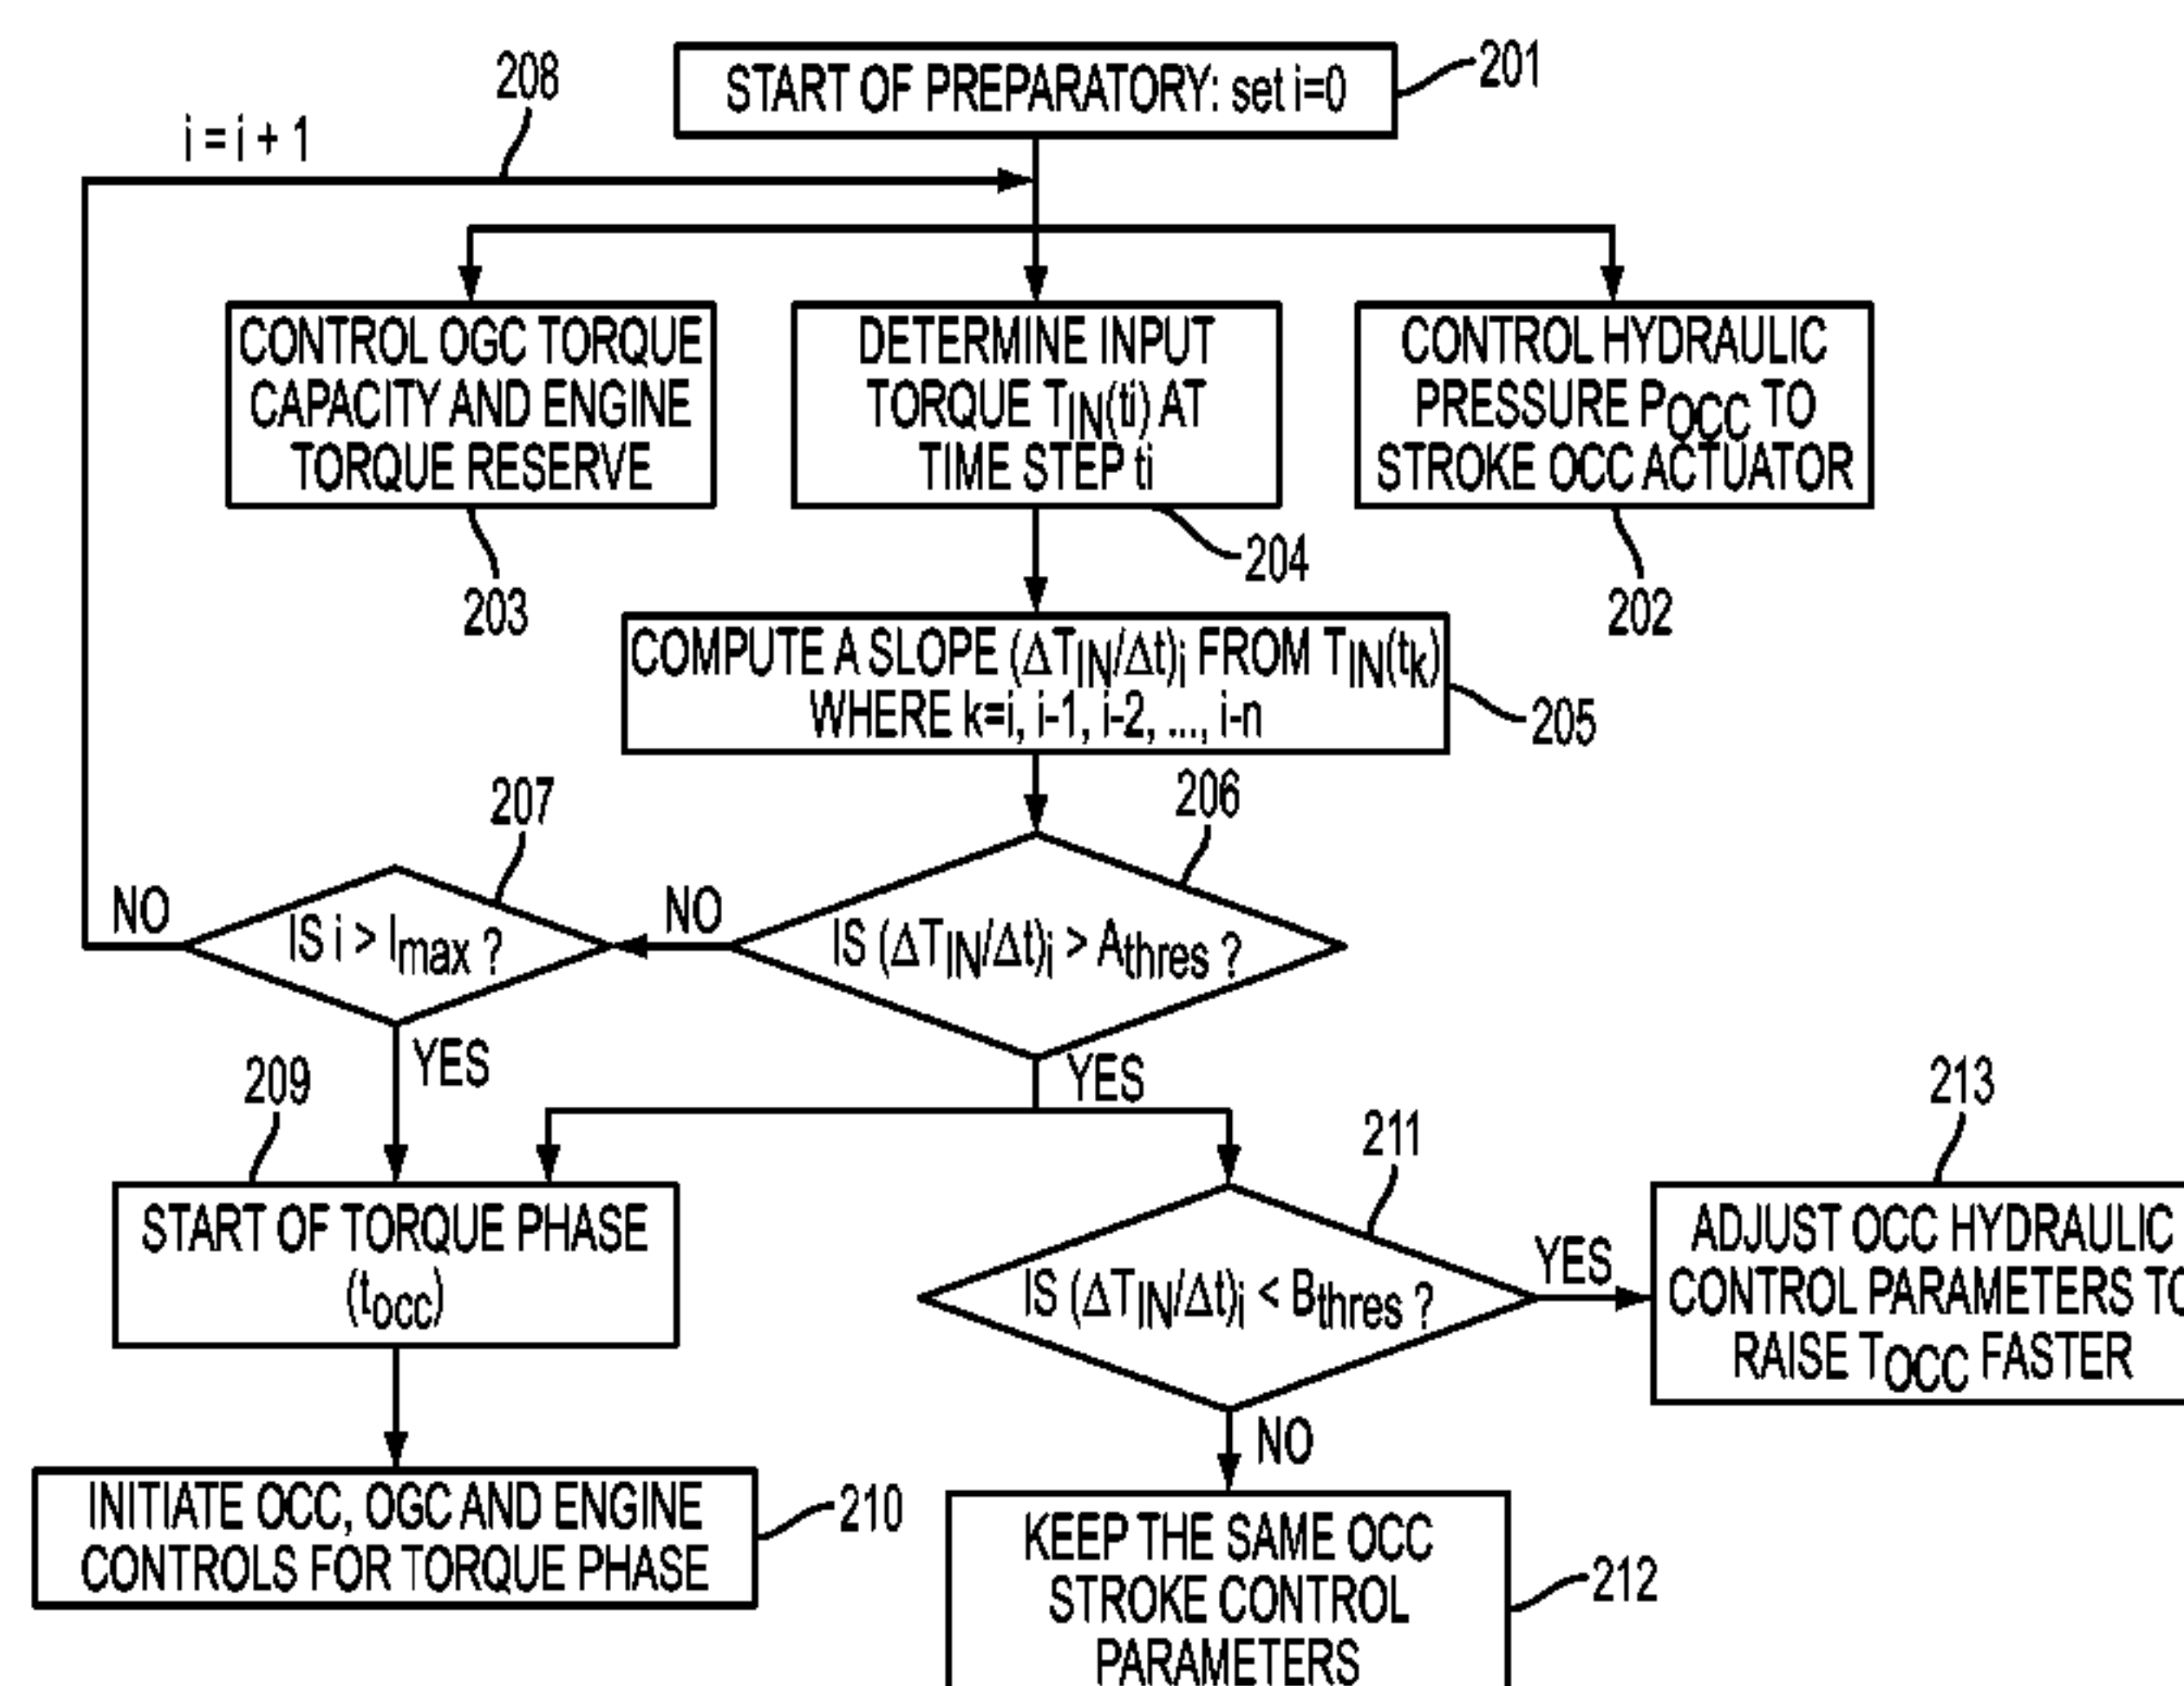 START OF PREPARATORY: set i=0
201
208
i = i + 1
CONTROL OGC TORQUE
CAPACITY AND ENGINE
TORQUE RESERVE
203
DETERMINE INPUT
TORQUE TIN(ti) AT
TIME STEP ti
204
CONTROL HYDRAULIC
PRESSURE POCC TO
STROKE OCC ACTUATOR
202
COMPUTE A SLOPE (ΔTIN/Δt)i FROM TIN(tk)
WHERE k=i, i-1, i-2, ..., i-n
205
206
IS (ΔTIN/Δt)i > Athres ?
NO
YES
207
IS i > Imax ?
NO
YES
209
START OF TORQUE PHASE
(tocc)
INITIATE OCC, OGC AND ENGINE
CONTROLS FOR TORQUE PHASE
210
211
IS (ΔTIN/Δt)i < Bthres ?
YES
NO
213
ADJUST OCC HYDRAULIC
CONTROL PARAMETERS TO
RAISE TOCC FASTER
KEEP THE SAME OCC
STROKE CONTROL
PARAMETERS
212